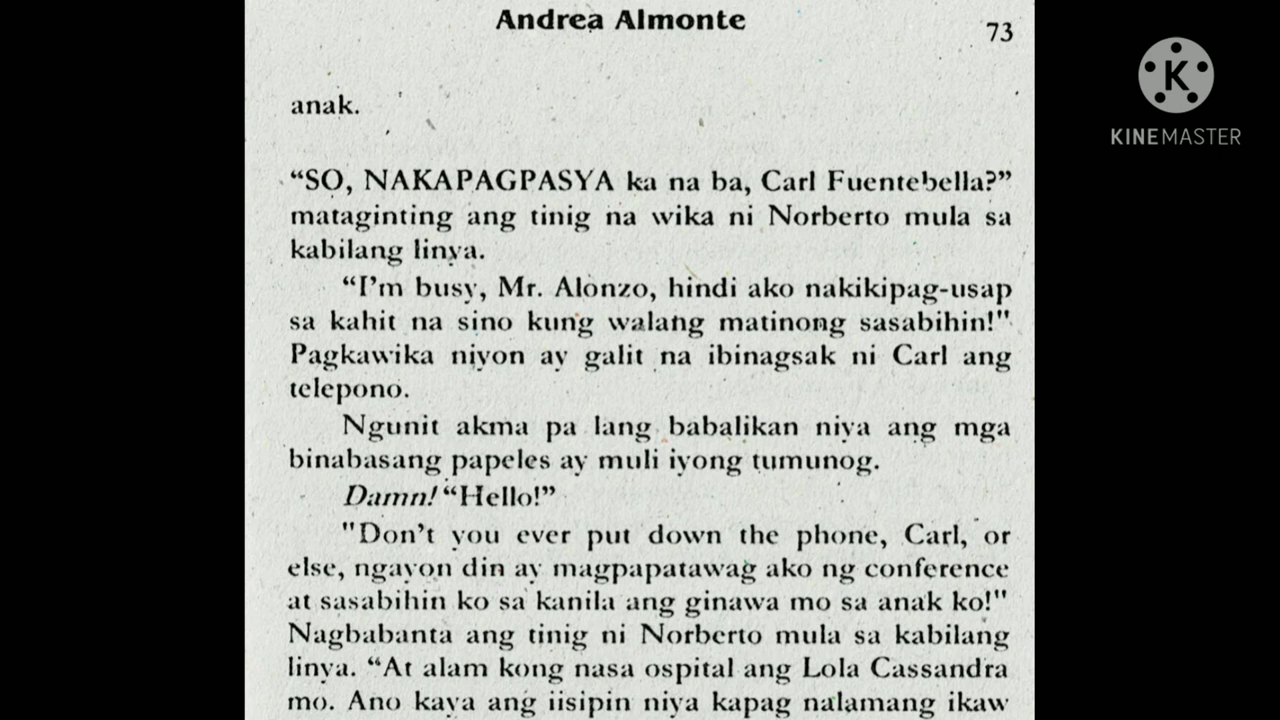 Andrea Almonte
73
KINEMASTER
anak.
“SO, NAKAPAGPASYA ka na ba, Carl Fuentebella?”
mataginting ang tinig na wika ni Norberto mula sa
kabilang linya.
“I’m busy, Mr. Alonzo, hindi ako nakikipag-usap
sa kahit na sino kung walang matinong sasabihin!"
Pagkawika niyon ay galit na ibinagsak ni Carl ang
telepono.
Ngunit akma pa lang babalikan niya ang mga
binabasang papeles ay muli iyong tumunog.
Damn! “Hello!”
"Don’t you ever put down the phone, Carl, or
else, ngayon din ay magpapatawag ako ng conference
at sasabihin ko sa kanila ang ginawa mo sa anak ko!"
Nagbabanta ang tinig ni Norberto mula sa kabilang
linya. “At alam kong nasa ospital ang Lola Cassandra
mo. Ano kaya ang iisipin niya kapag nalamang ikaw